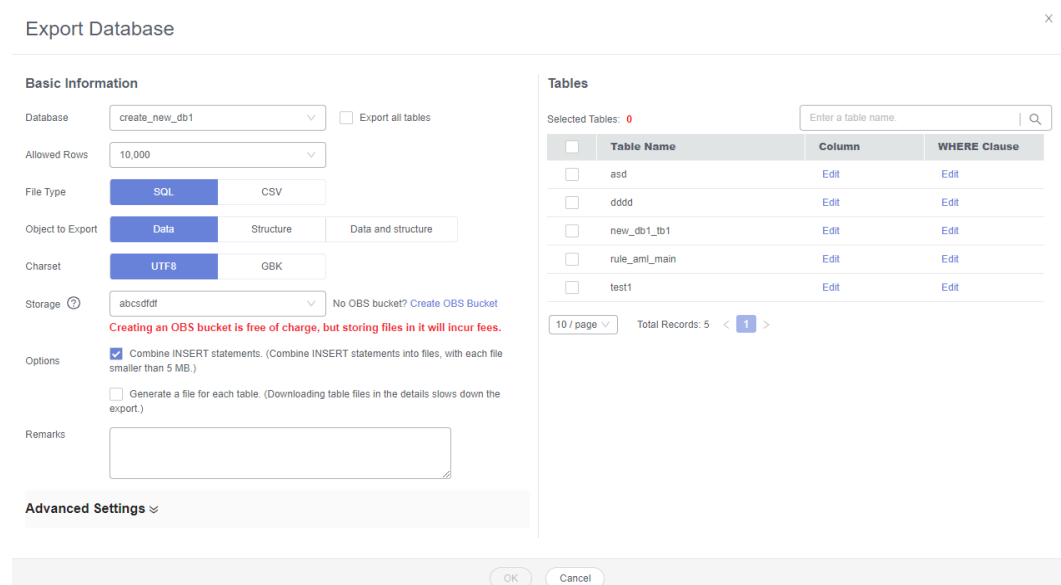 Export Database
Basic Information
Database create_new_db1 Export all tables
Allowed Rows 10,000
File Type SQL CSV
Object to Export Data Structure Data and structure
Charset UTF8 GBK
Storage ? abcsdfdf No OBS bucket? Create OBS Bucket
Creating an OBS bucket is free of charge, but storing files in it will incur fees.
Options Combine INSERT statements. (Combine INSERT statements into files, with each file
smaller than 5 MB.)
Generate a file for each table. (Downloading table files in the details slows down the
export.)
Remarks
Advanced Settings
Tables
Selected Tables: 0 Enter a table name.
Table Name Column WHERE Clause
asd Edit Edit
dddd Edit Edit
new_db1_tb1 Edit Edit
rule_aml_main Edit Edit
test1 Edit Edit
10 / page Total Records: 5 < 1 >
OK Cancel